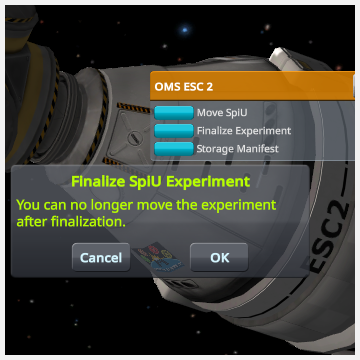 OMS ESC 2
Move SpiU
Finalize Experiment
Storage Manifest
Finalize SpiU Experiment
You can no longer move the experiment
after finalization.
Cancel
OK
ESC2